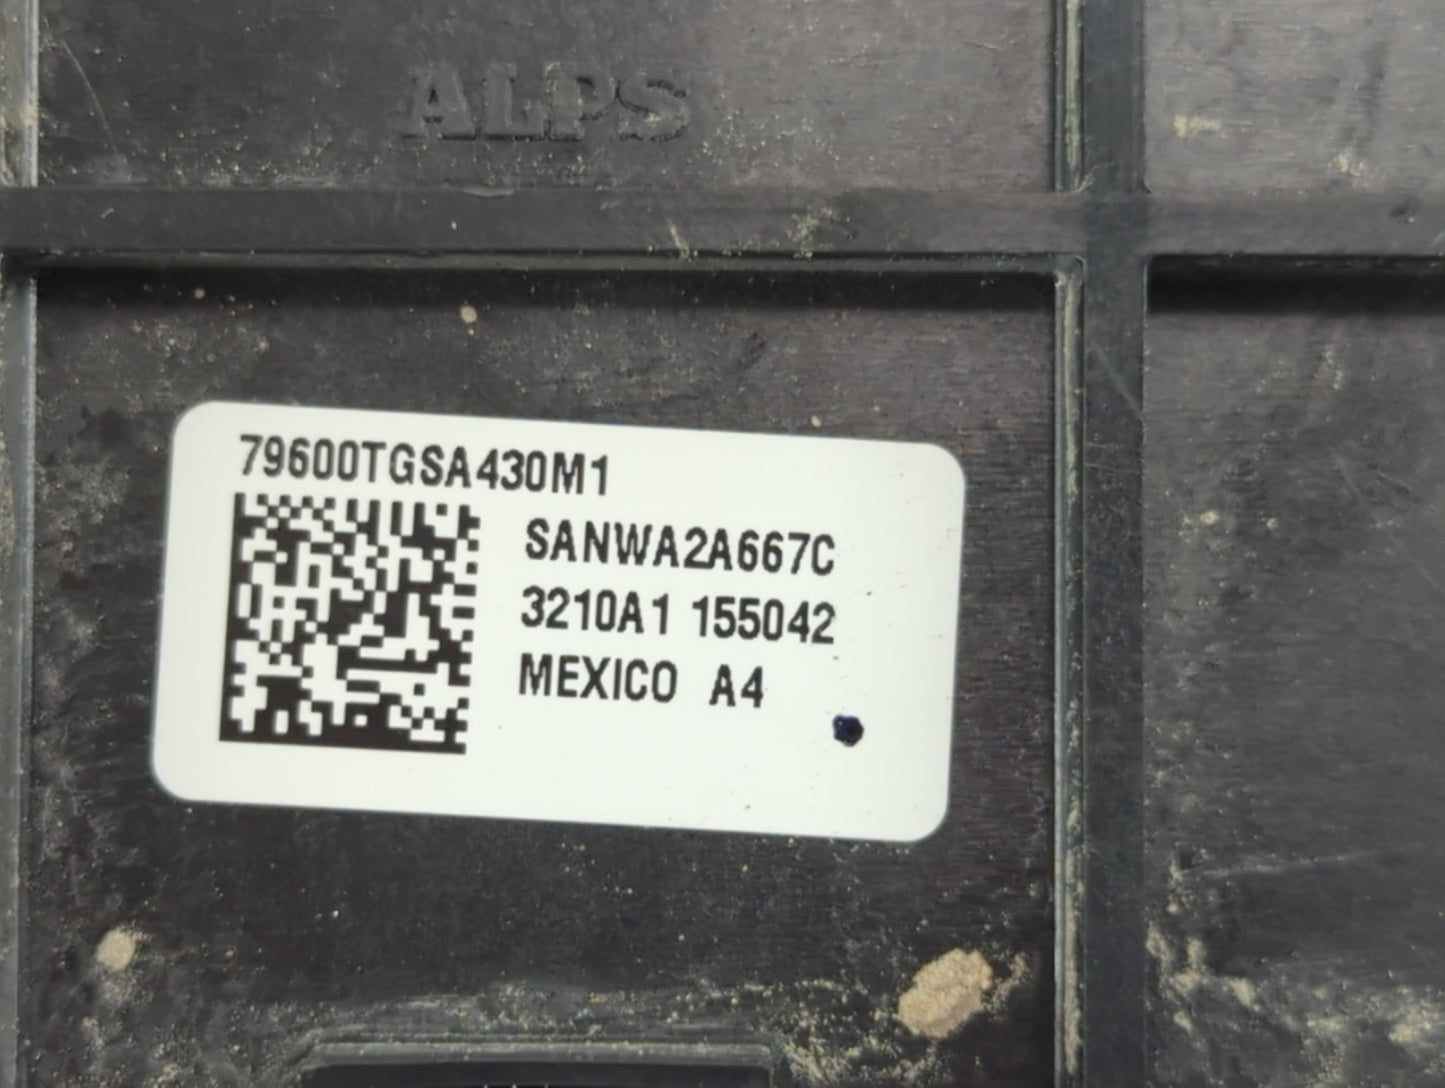 ALPS
79600TGSA430M1
SANWA2A667C
3210A1 155042
MEXICO A4